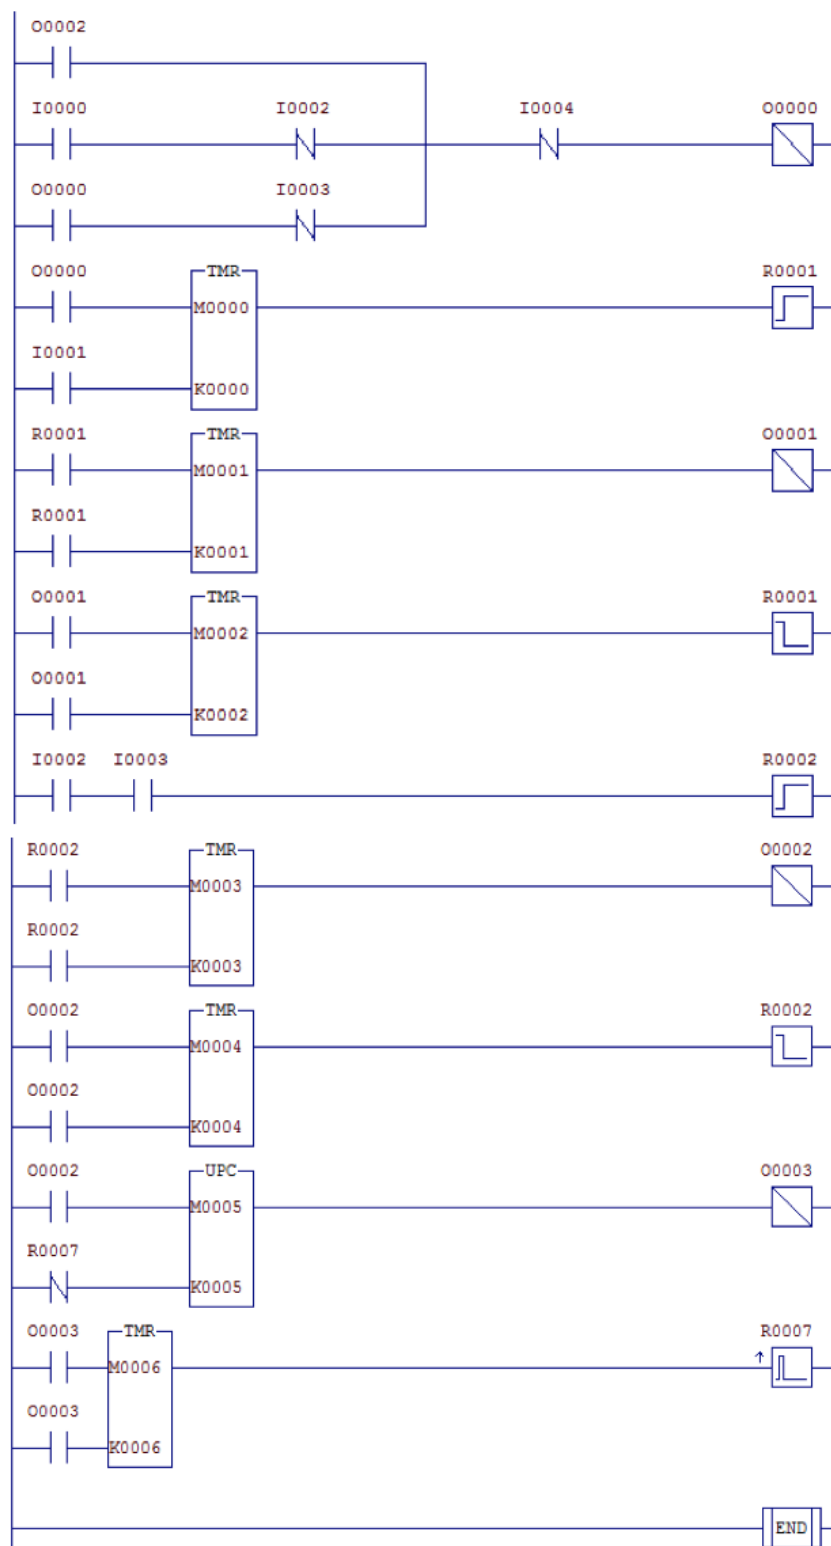 O0002
I0000 I0002 I0004 O0000
O0000 I0003
O0000 TMR R0001
M0000
I0001
K0000
R0001 TMR O0001
M0001
R0001
K0001
O0001 TMR R0001
M0002
O0001
K0002
I0002 I0003 R0002
R0002 TMR O0002
M0003
R0002
K0003
O0002 TMR R0002
M0004
O0002
K0004
O0002 UPC O0003
M0005
R0007
K0005
O0003 TMR R0007
M0006
O0003
K0006
END